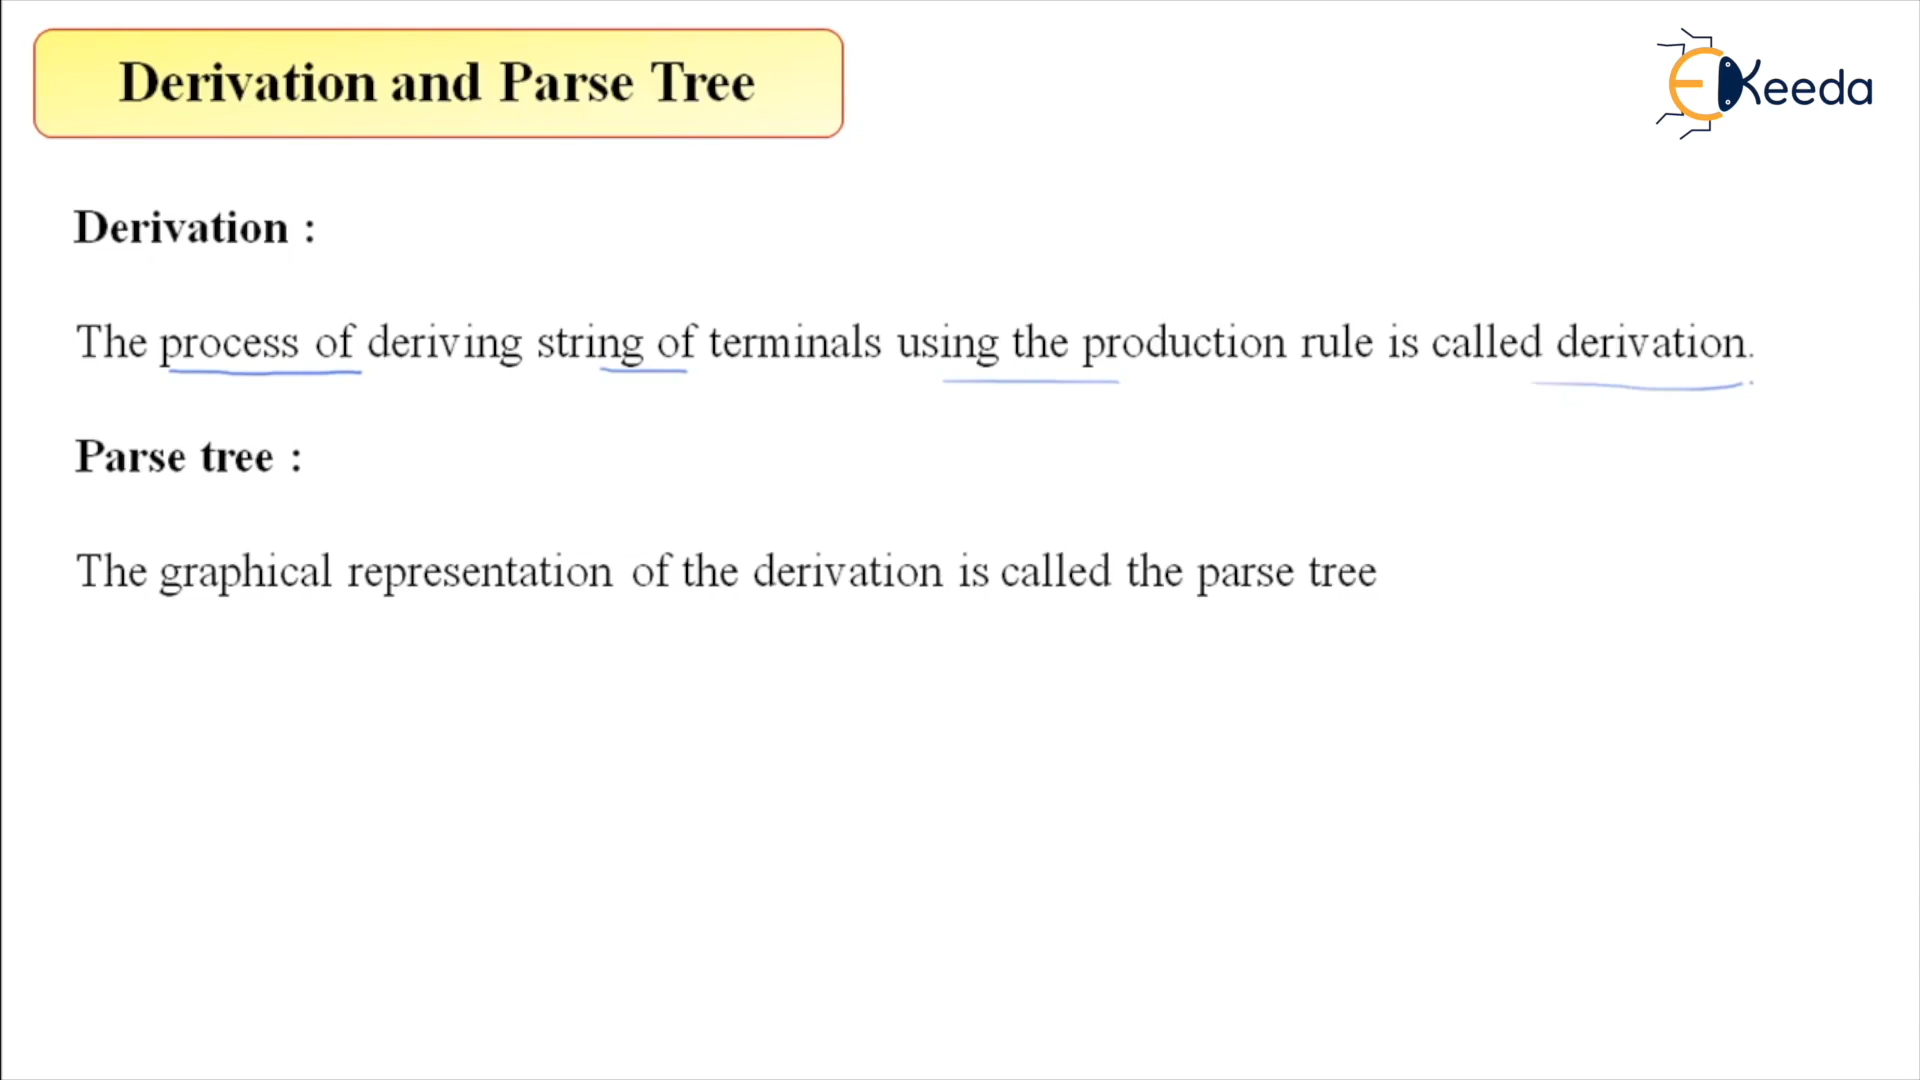 Derivation and Parse Tree
EKeeda
Derivation :
The process of deriving string of terminals using the production rule is called derivation.
Parse tree :
The graphical representation of the derivation is called the parse tree